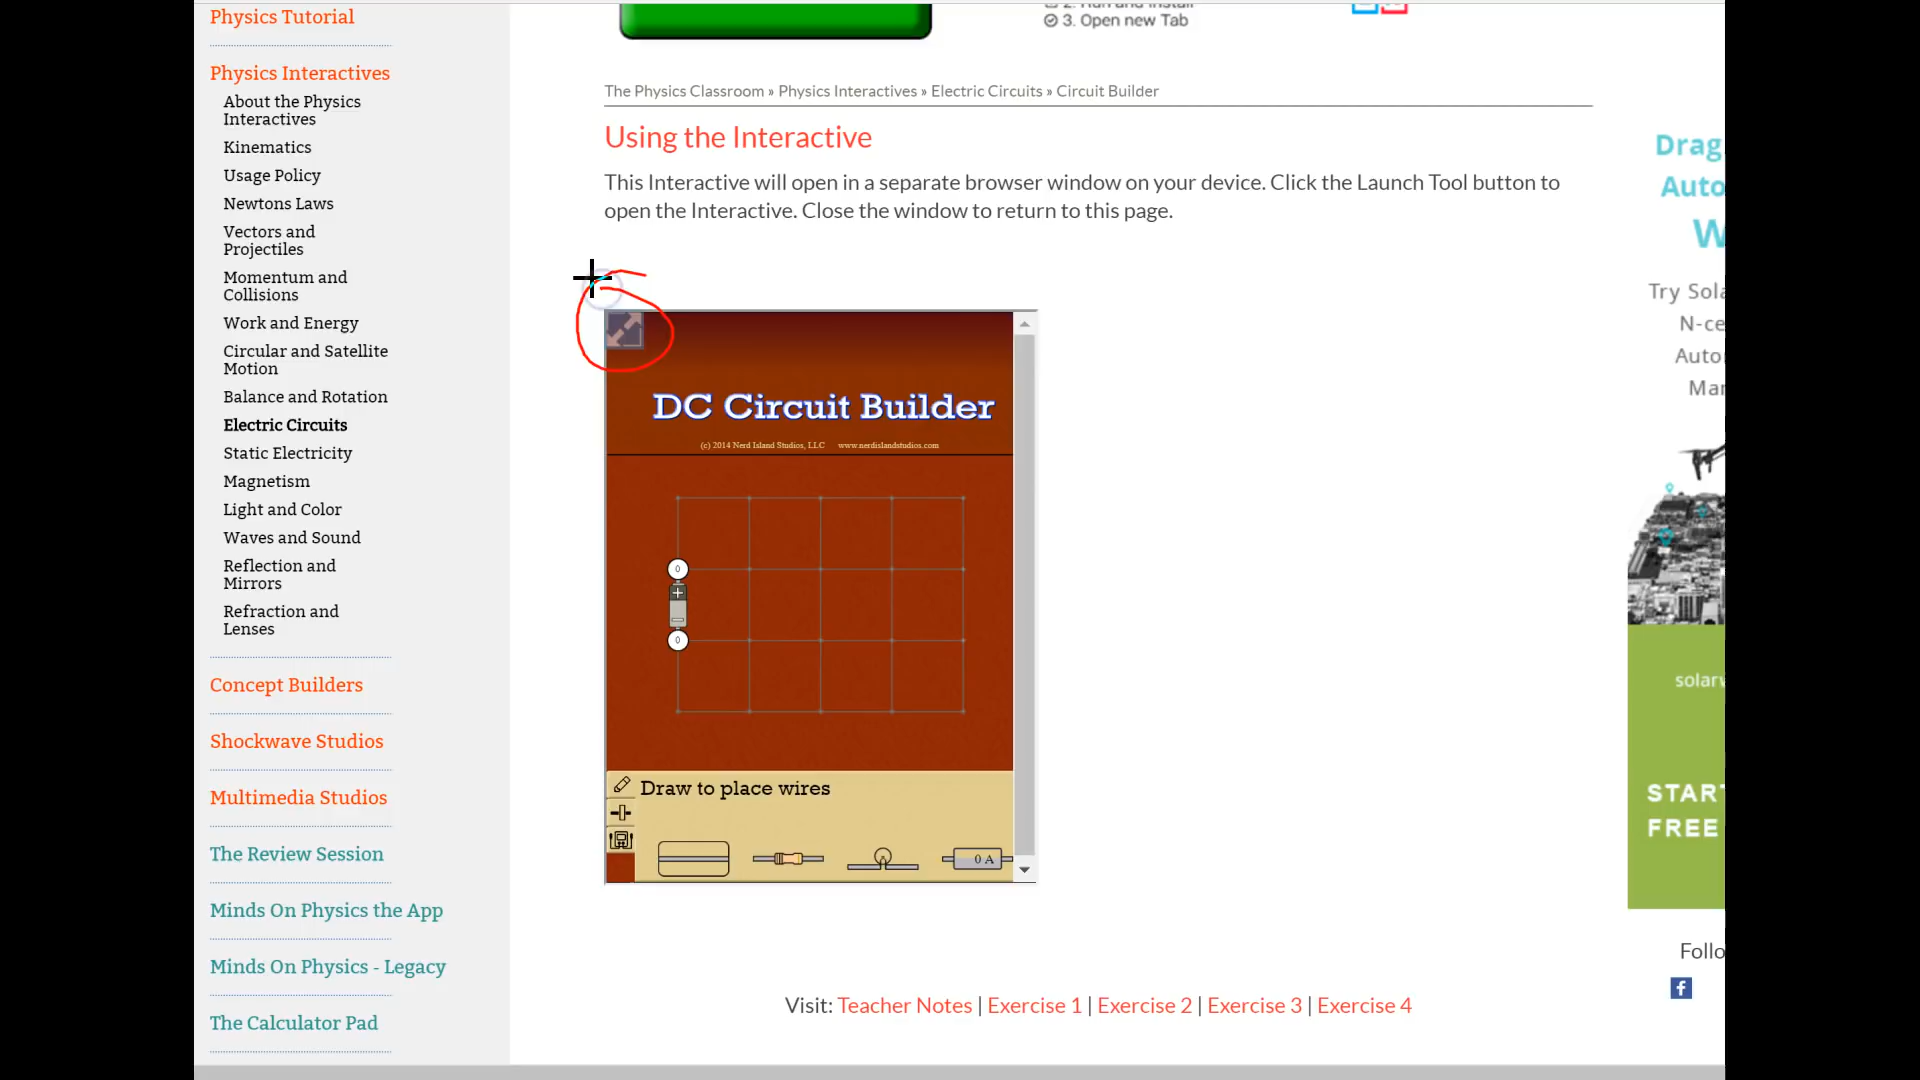 Physics Tutorial
Physics Interactives
About the Physics
Interactives
Kinematics
Usage Policy
Newtons Laws
Vectors and
Projectiles
Momentum and
Collisions
Work and Energy
Circular and Satellite
Motion
Balance and Rotation
Electric Circuits
Static Electricity
Magnetism
Light and Color
Waves and Sound
Reflection and
Mirrors
Refraction and
Lenses
Concept Builders
Shockwave Studios
Multimedia Studios
The Review Session
Minds On Physics the App
Minds On Physics - Legacy
The Calculator Pad
2. Run and Install
3. Open new Tab
The Physics Classroom » Physics Interactives » Electric Circuits » Circuit Builder
Using the Interactive
This Interactive will open in a separate browser window on your device. Click the Launch Tool button to
open the Interactive. Close the window to return to this page.
DC Circuit Builder
(c) 2014 Nerd Island Studios, LLC www.nerdislandstudios.com
0
+
0
Draw to place wires
0 A
Visit: Teacher Notes | Exercise 1 | Exercise 2 | Exercise 3 | Exercise 4
Drag
Auto
W
Try Sola
N-ce
Auto
Man
solarw
START
FREE
Follo
f